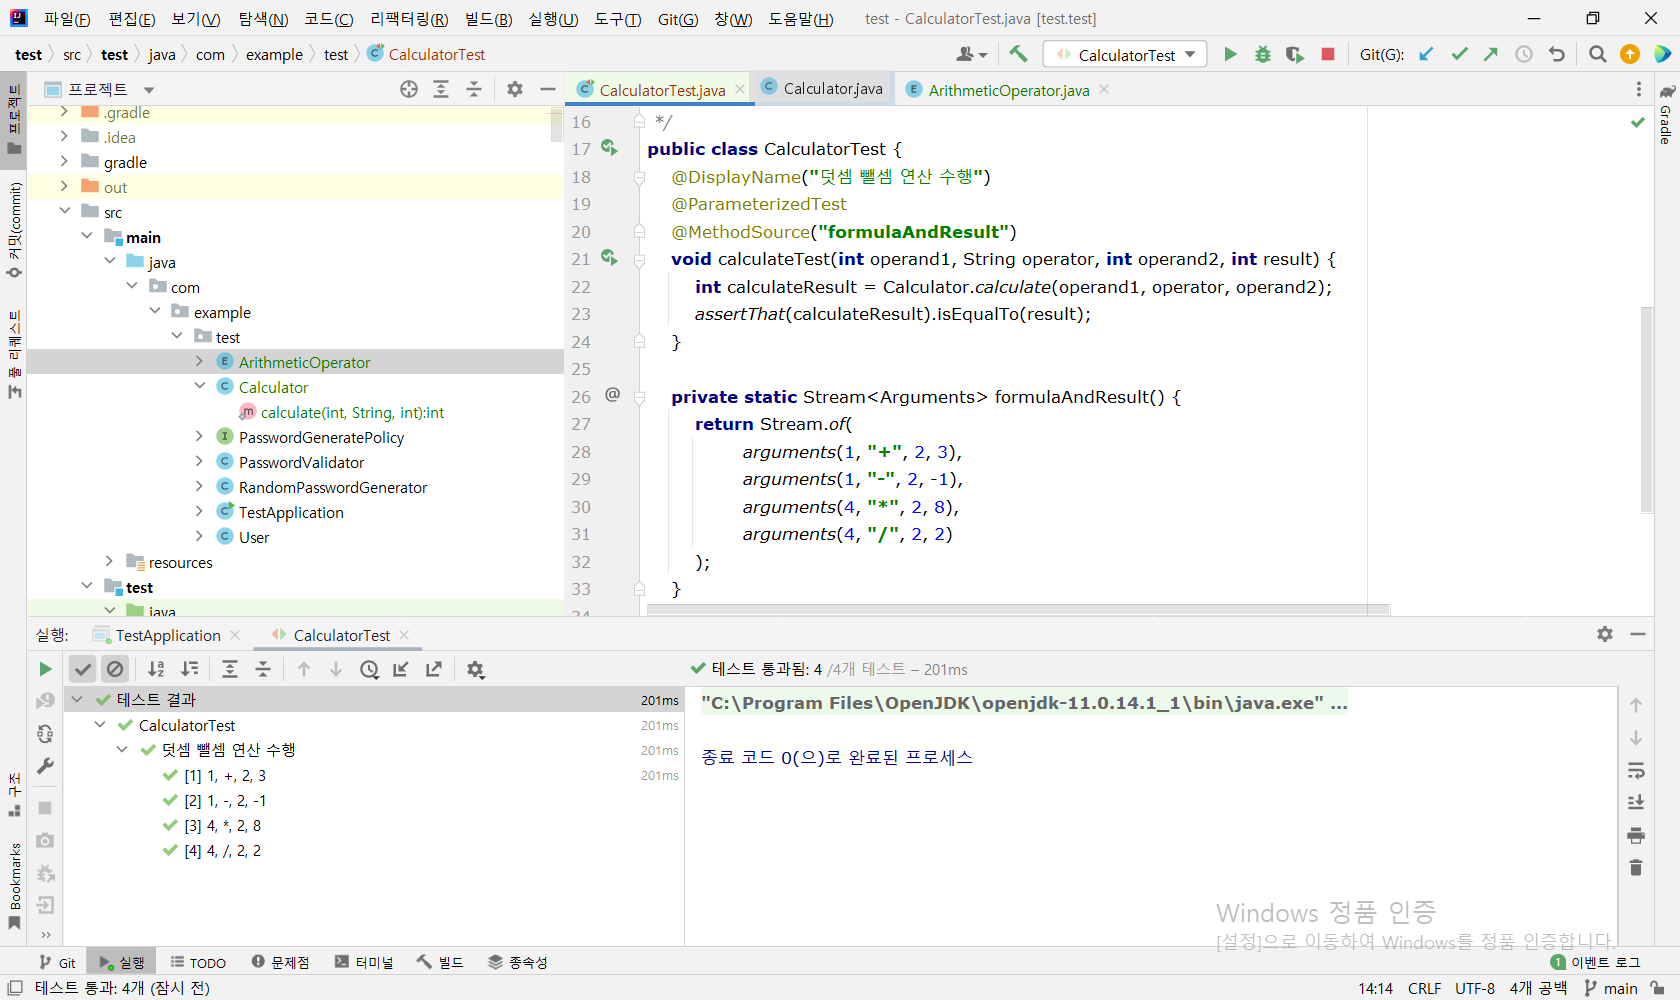 파일(F) 편집(E) 보기(V) 탐색(N) 코드(C) 리팩터링(R) 빌드(B) 실행(U) 도구(T) Git(G) 창(W) 도움말(H) test - CalculatorTest.java [test.test]
test src test java com example test CalculatorTest CalculatorTest Git(G):
프로젝트 CalculatorTest.java Calculator.java ArithmeticOperator.java
프로젝트
커밋(commit)
풀 리퀘스트
구조
Bookmarks
Gradle
.gradle
.idea
gradle
out
src
main
java
com
example
test
ArithmeticOperator
Calculator
calculate(int, String, int):int
PasswordGeneratePolicy
PasswordValidator
RandomPasswordGenerator
TestApplication
User
resources
test
java
16 */
17 public class CalculatorTest {
18 @DisplayName("덧셈 뺄셈 연산 수행")
19 @ParameterizedTest
20 @MethodSource("formulaAndResult")
21 void calculateTest(int operand1, String operator, int operand2, int result) {
22 int calculateResult = Calculator.calculate(operand1, operator, operand2);
23 assertThat(calculateResult).isEqualTo(result);
24 }
25
26 @ private static Stream<Arguments> formulaAndResult() {
27 return Stream.of(
28 arguments(1, "+", 2, 3),
29 arguments(1, "-", 2, -1),
30 arguments(4, "*", 2, 8),
31 arguments(4, "/", 2, 2)
32 );
33 }
34
실행: TestApplication CalculatorTest
테스트 통과됨: 4 /4개 테스트 – 201ms
테스트 결과 201ms
CalculatorTest 201ms
덧셈 뺄셈 연산 수행 201ms
[1] 1, +, 2, 3 201ms
[2] 1, -, 2, -1
[3] 4, *, 2, 8
[4] 4, /, 2, 2
"C:\Program Files\OpenJDK\openjdk-11.0.14.1_1\bin\java.exe" ...
종료 코드 0(으)로 완료된 프로세스
Windows 정품 인증
[설정]으로 이동하여 Windows를 정품 인증합니다.
Git 실행 TODO 문제점 터미널 빌드 종속성 1 이벤트 로그
테스트 통과: 4개 (잠시 전) 14:14 CRLF UTF-8 4개 공백 main